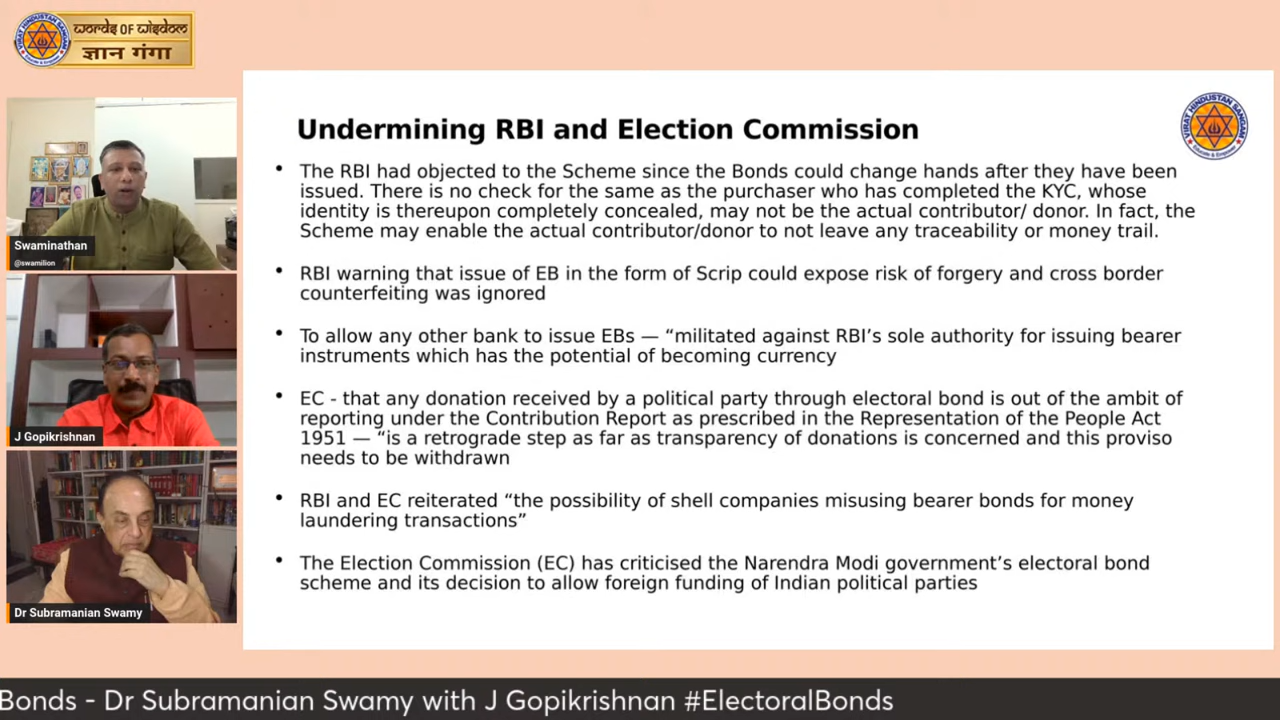 words of wisdom
ज्ञान गंगा
VIRAT HINDUSTAN SANGAM
Swaminathan
@swamilion
J Gopikrishnan
Dr Subramanian Swamy
Undermining RBI and Election Commission
VIRAT HINDUSTAN SANGAM
• The RBI had objected to the Scheme since the Bonds could change hands after they have been
issued. There is no check for the same as the purchaser who has completed the KYC, whose
identity is thereupon completely concealed, may not be the actual contributor/ donor. In fact, the
Scheme may enable the actual contributor/donor to not leave any traceability or money trail.
• RBI warning that issue of EB in the form of Scrip could expose risk of forgery and cross border
counterfeiting was ignored
• To allow any other bank to issue EBs — “militated against RBI’s sole authority for issuing bearer
instruments which has the potential of becoming currency
• EC - that any donation received by a political party through electoral bond is out of the ambit of
reporting under the Contribution Report as prescribed in the Representation of the People Act
1951 — “is a retrograde step as far as transparency of donations is concerned and this proviso
needs to be withdrawn
• RBI and EC reiterated “the possibility of shell companies misusing bearer bonds for money
laundering transactions”
• The Election Commission (EC) has criticised the Narendra Modi government’s electoral bond
scheme and its decision to allow foreign funding of Indian political parties
Bonds - Dr Subramanian Swamy with J Gopikrishnan #ElectoralBonds